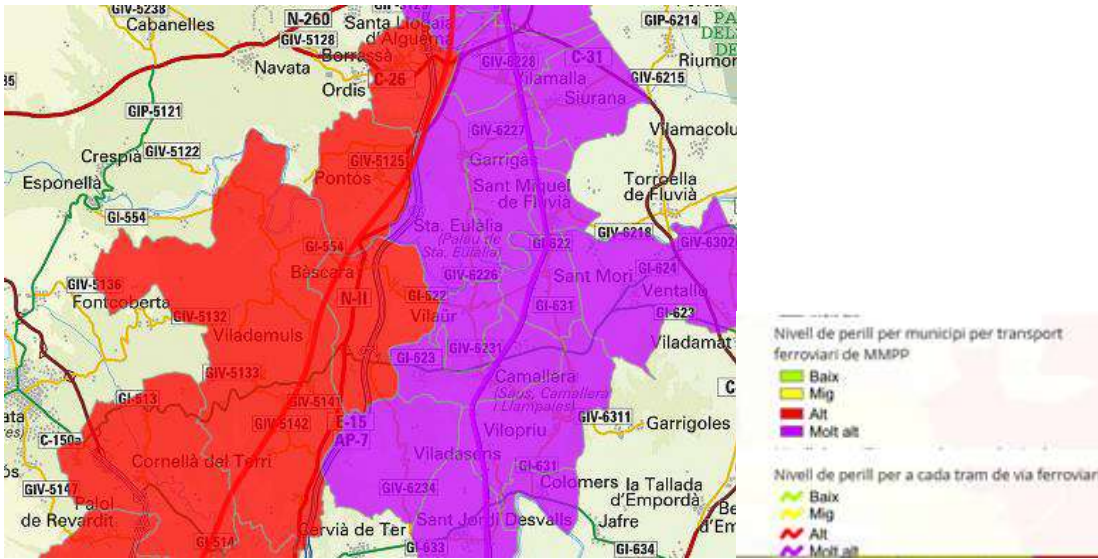 GIV-5238
Cabanelles
N-260
Santa Llogaia
d'Alguema
GIP-6214
GIV-5128
Borrassà
Navata
C-26
Ordis
GIV-6228
Vilamalla
C-31
Siurana
GIV-6215
GIP-5121
GIV-6227
Crespià
GIV-5122
GIV-5125
Garrigàs
Esponellà
Pontós
Sant Miquel
de Fluvià
Torroella
de Fluvià
GI-554
Sta. Eulàlia
(Palau de
Sta. Eulàlia)
GI-622
GIV-6218
GIV-6302
GI-554
Bàscara
GIV-6226
Sant Mori
GI-624
Ventalló
GIV-5136
Fontcoberta
N-II
GI-622
Vilaür
GI-631
GI-623
GIV-5132
Vilademuls
GI-623
GIV-6231
Viladamat
GIV-5133
Camallera
(Saus, Camallera
i Llampaies)
GI-513
GIV-5141
GIV-5142
E-15
AP-7
GIV-6311
Garrigoles
C-150a
Vilopriu
Cornellà del Terri
Viladasens
GI-631
Colomers
la Tallada
d'Empordà
GIV-5147
Palol
de Revardit
GIV-6234
Cervià de Ter
Sant Jordi Desvalls
Jafre
GI-514
GI-633
GI-634
Nivell de perill per municipi per transport
ferroviari de MMPP
Baix
Mig
Alt
Molt alt
Nivell de perill per a cada tram de via ferroviar
Baix
Mig
Alt
Molt alt